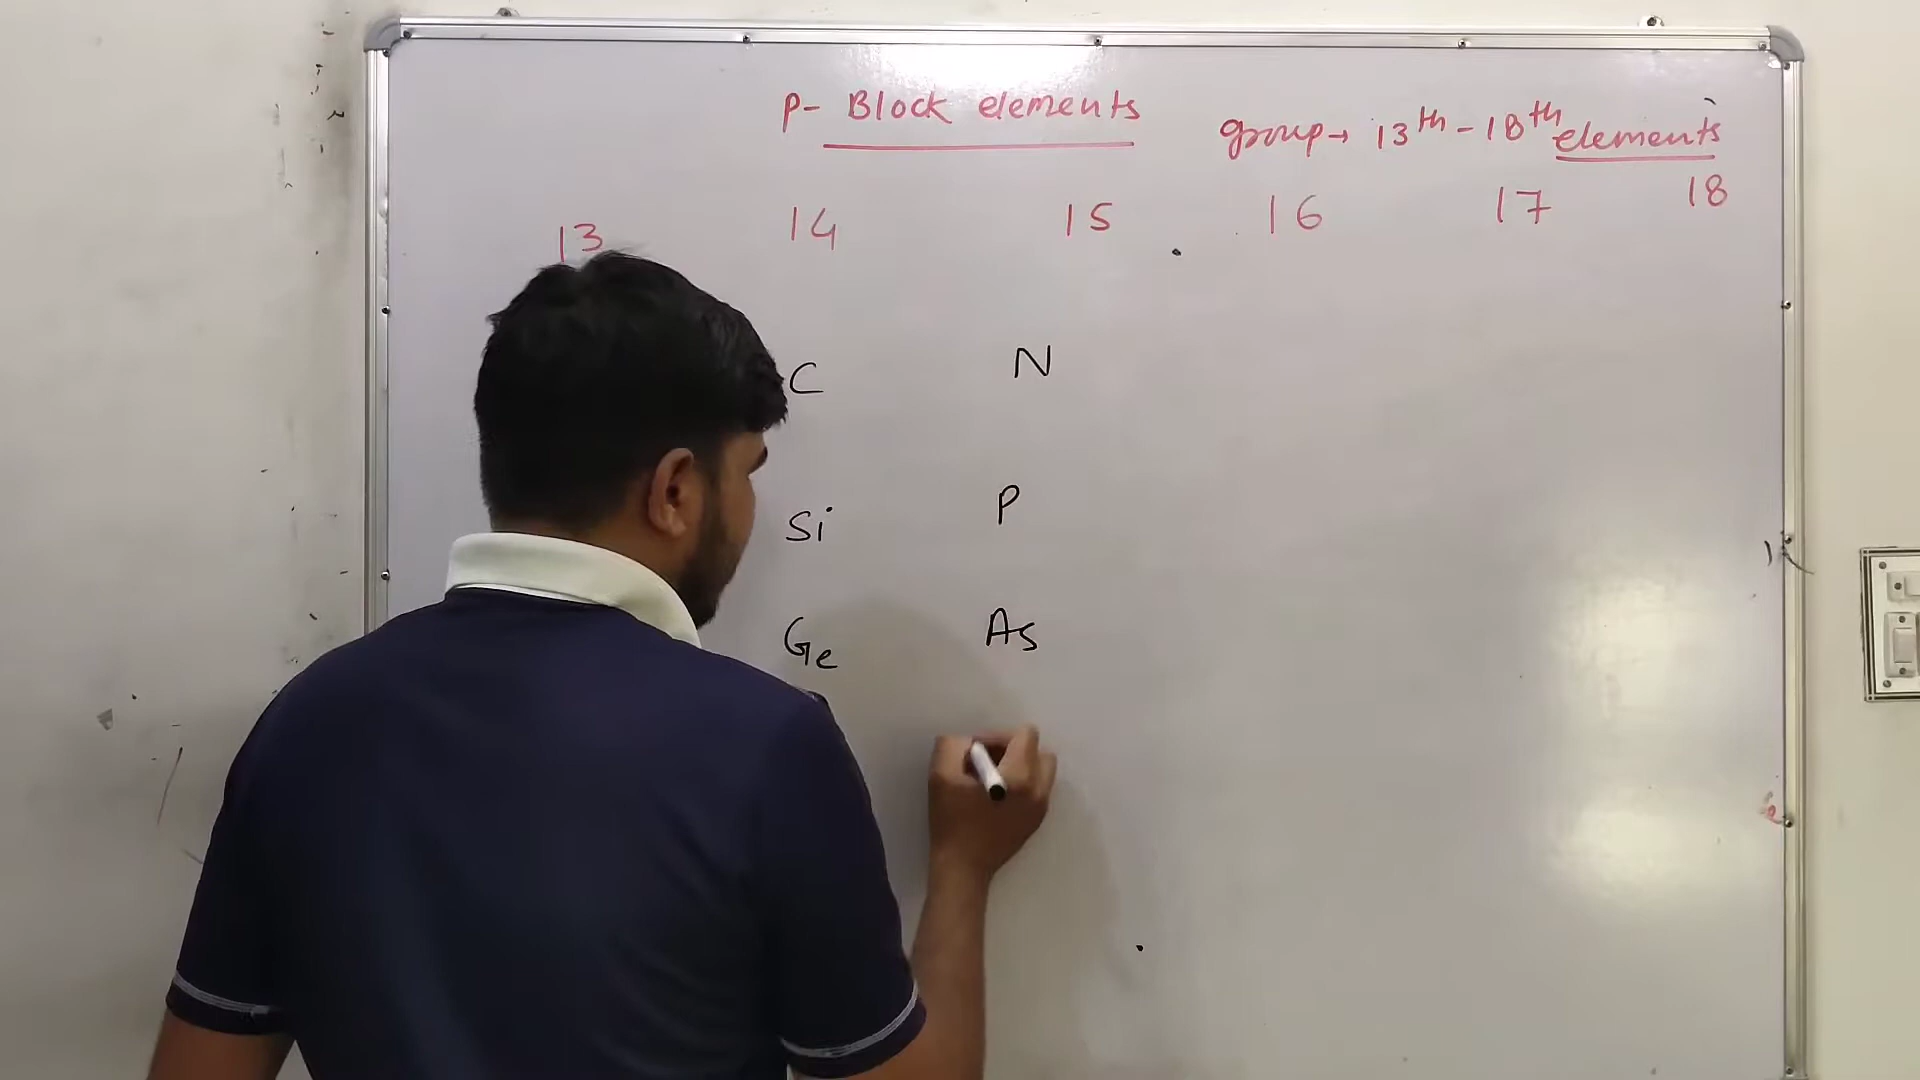 P- Block elements
group→ 13th - 18th elements
13 14 15 16 17 18
C N
Si P
Ge As